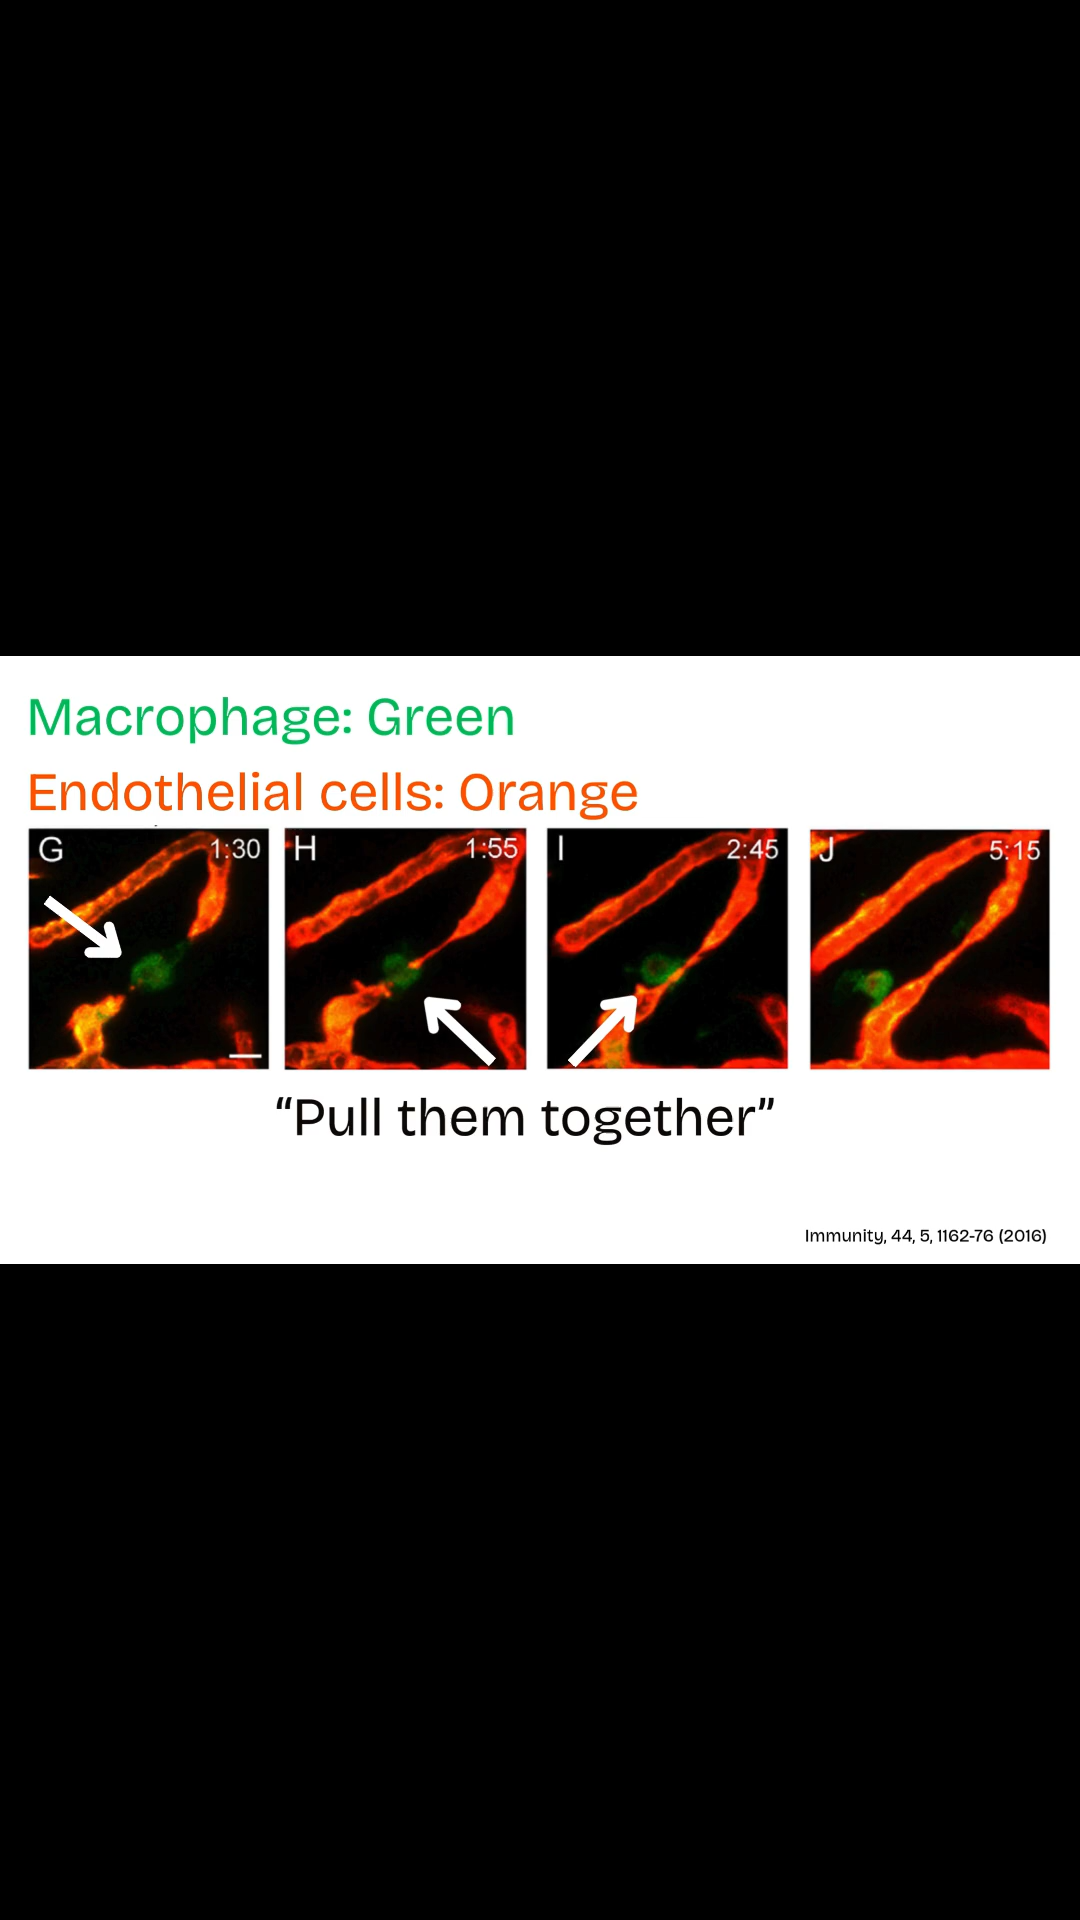 Macrophage: Green
Endothelial cells: Orange
G 1:30
H 1:55
I 2:45
J 5:15
“Pull them together”
Immunity, 44, 5, 1162-76 (2016)